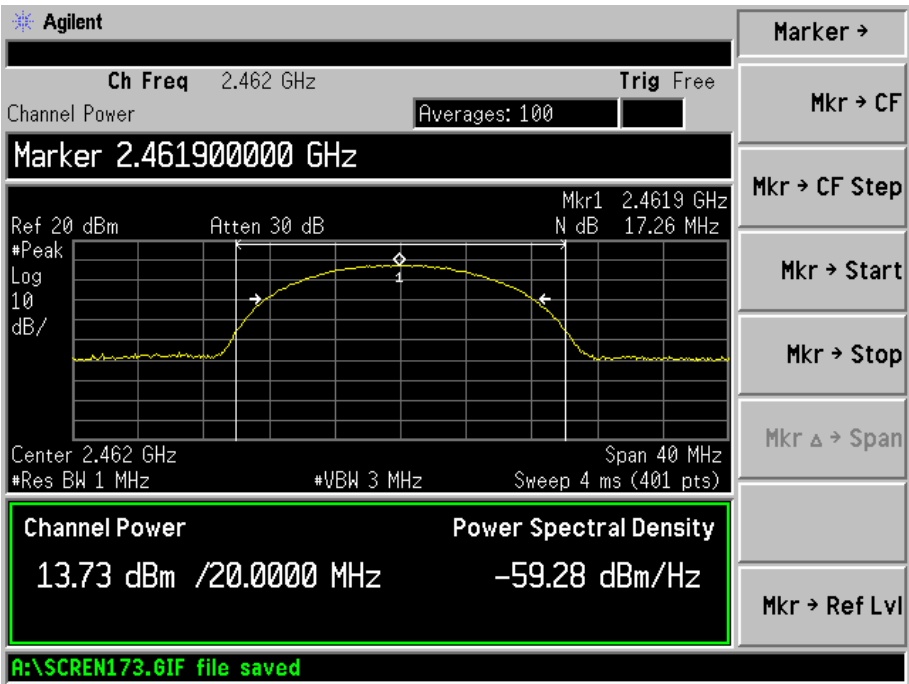 Agilent
Marker →
Ch Freq 2.462 GHz Trig Free
Channel Power Averages: 100
Mkr → CF
Marker 2.461900000 GHz
Mkr → CF Step
Mkr1 2.4619 GHz
Ref 20 dBm Atten 30 dB N dB 17.26 MHz
#Peak
Log
10
dB/
1
Mkr → Start
Mkr → Stop
Mkr Δ → Span
Center 2.462 GHz Span 40 MHz
#Res BW 1 MHz #VBW 3 MHz Sweep 4 ms (401 pts)
Channel Power Power Spectral Density
13.73 dBm /20.0000 MHz -59.28 dBm/Hz
Mkr → Ref Lvl
A:\SCREN173.GIF file saved